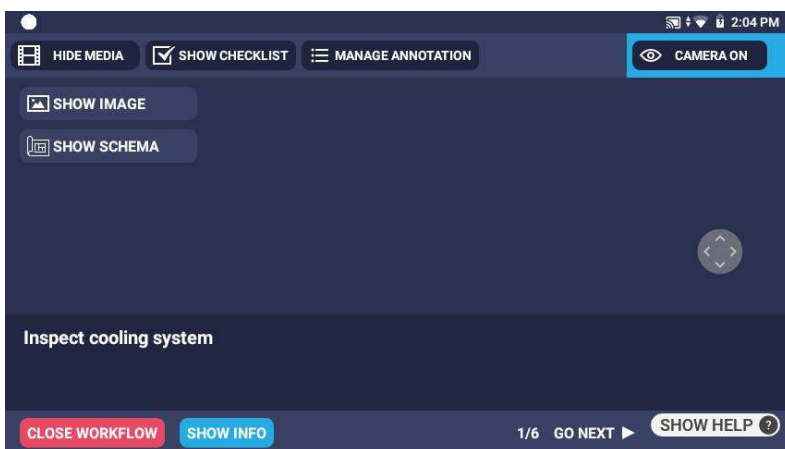 2:04 PM
HIDE MEDIA
SHOW CHECKLIST
MANAGE ANNOTATION
CAMERA ON
SHOW IMAGE
SHOW SCHEMA
Inspect cooling system
CLOSE WORKFLOW
SHOW INFO
1/6
GO NEXT
SHOW HELP ?